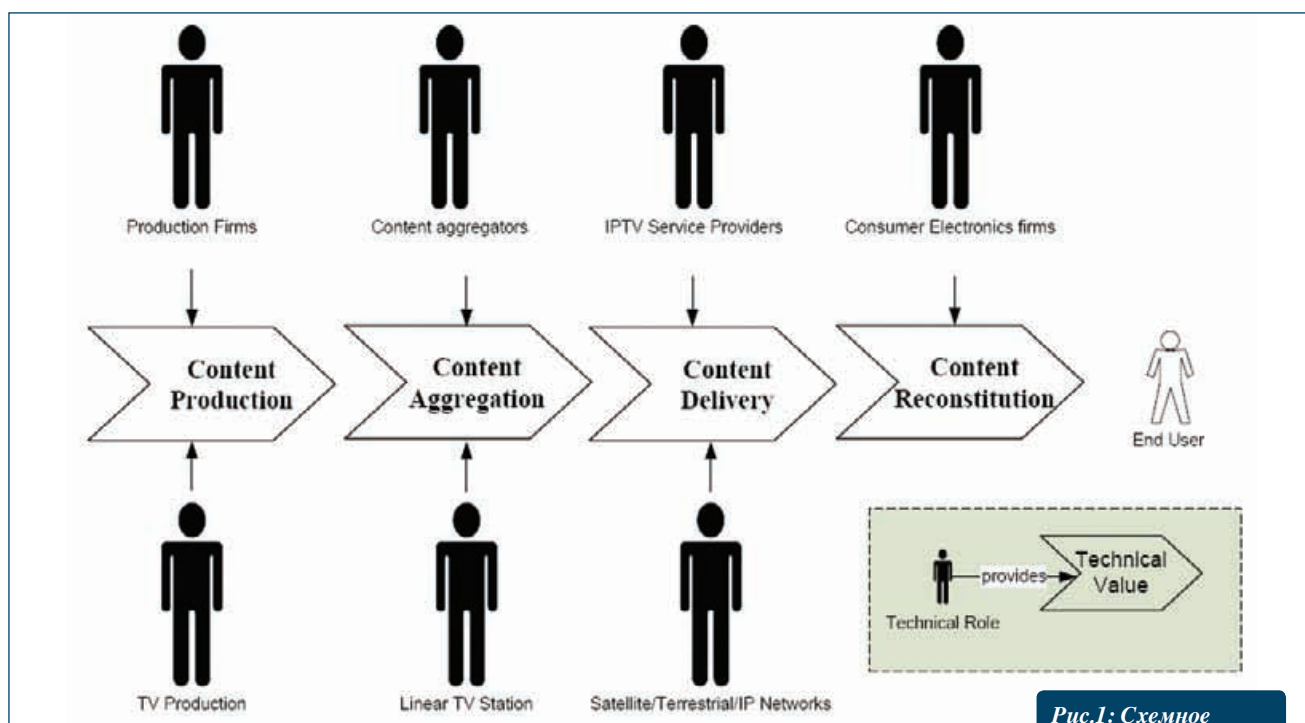 Production Firms
Content aggregators
IPTV Service Providers
Consumer Electronics firms
Content
Production
Content
Aggregation
Content
Delivery
Content
Reconstitution
End User
TV Production
Linear TV Station
Satellite/Terrestrial/IP Networks
provides
Technical
Value
Technical Role
Рис.1: Схемное